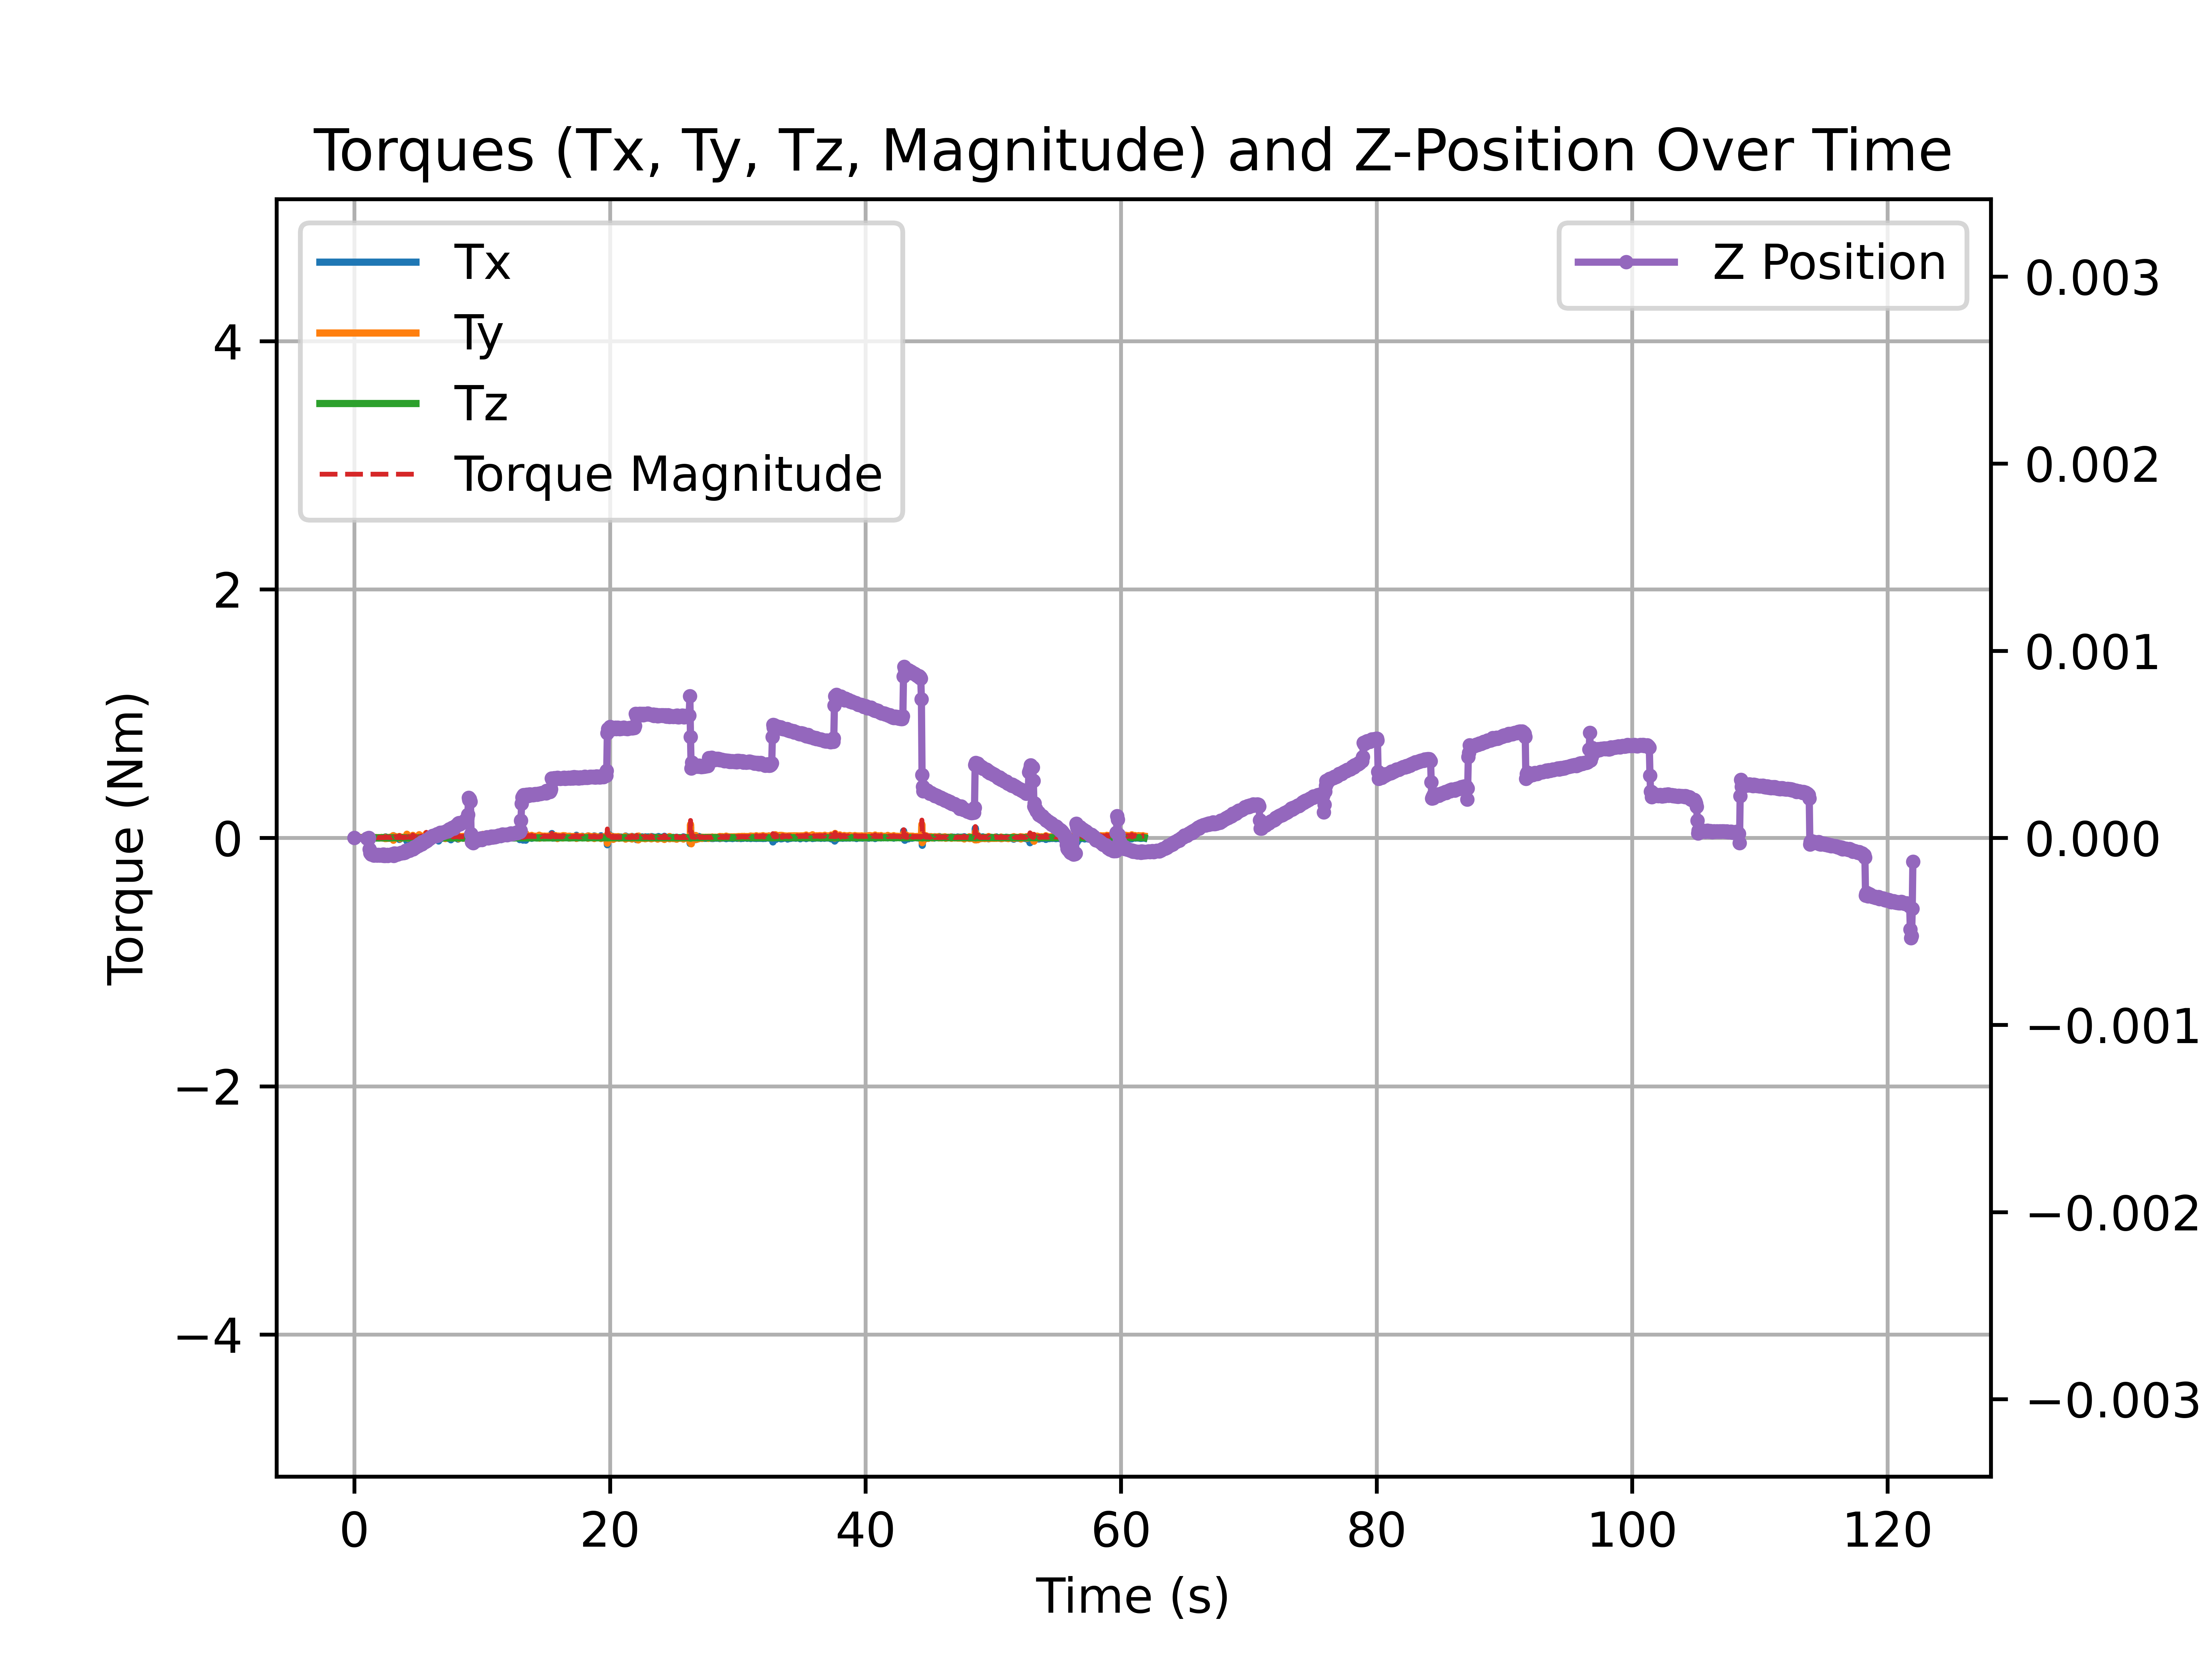 Torques (Tx, Ty, Tz, Magnitude) and Z-Position Over Time
Tx
Ty
Tz
Torque Magnitude
Z Position
4
2
0
−2
−4
Torque (Nm)
0.003
0.002
0.001
0.000
−0.001
−0.002
−0.003
0 20 40 60 80 100 120
Time (s)